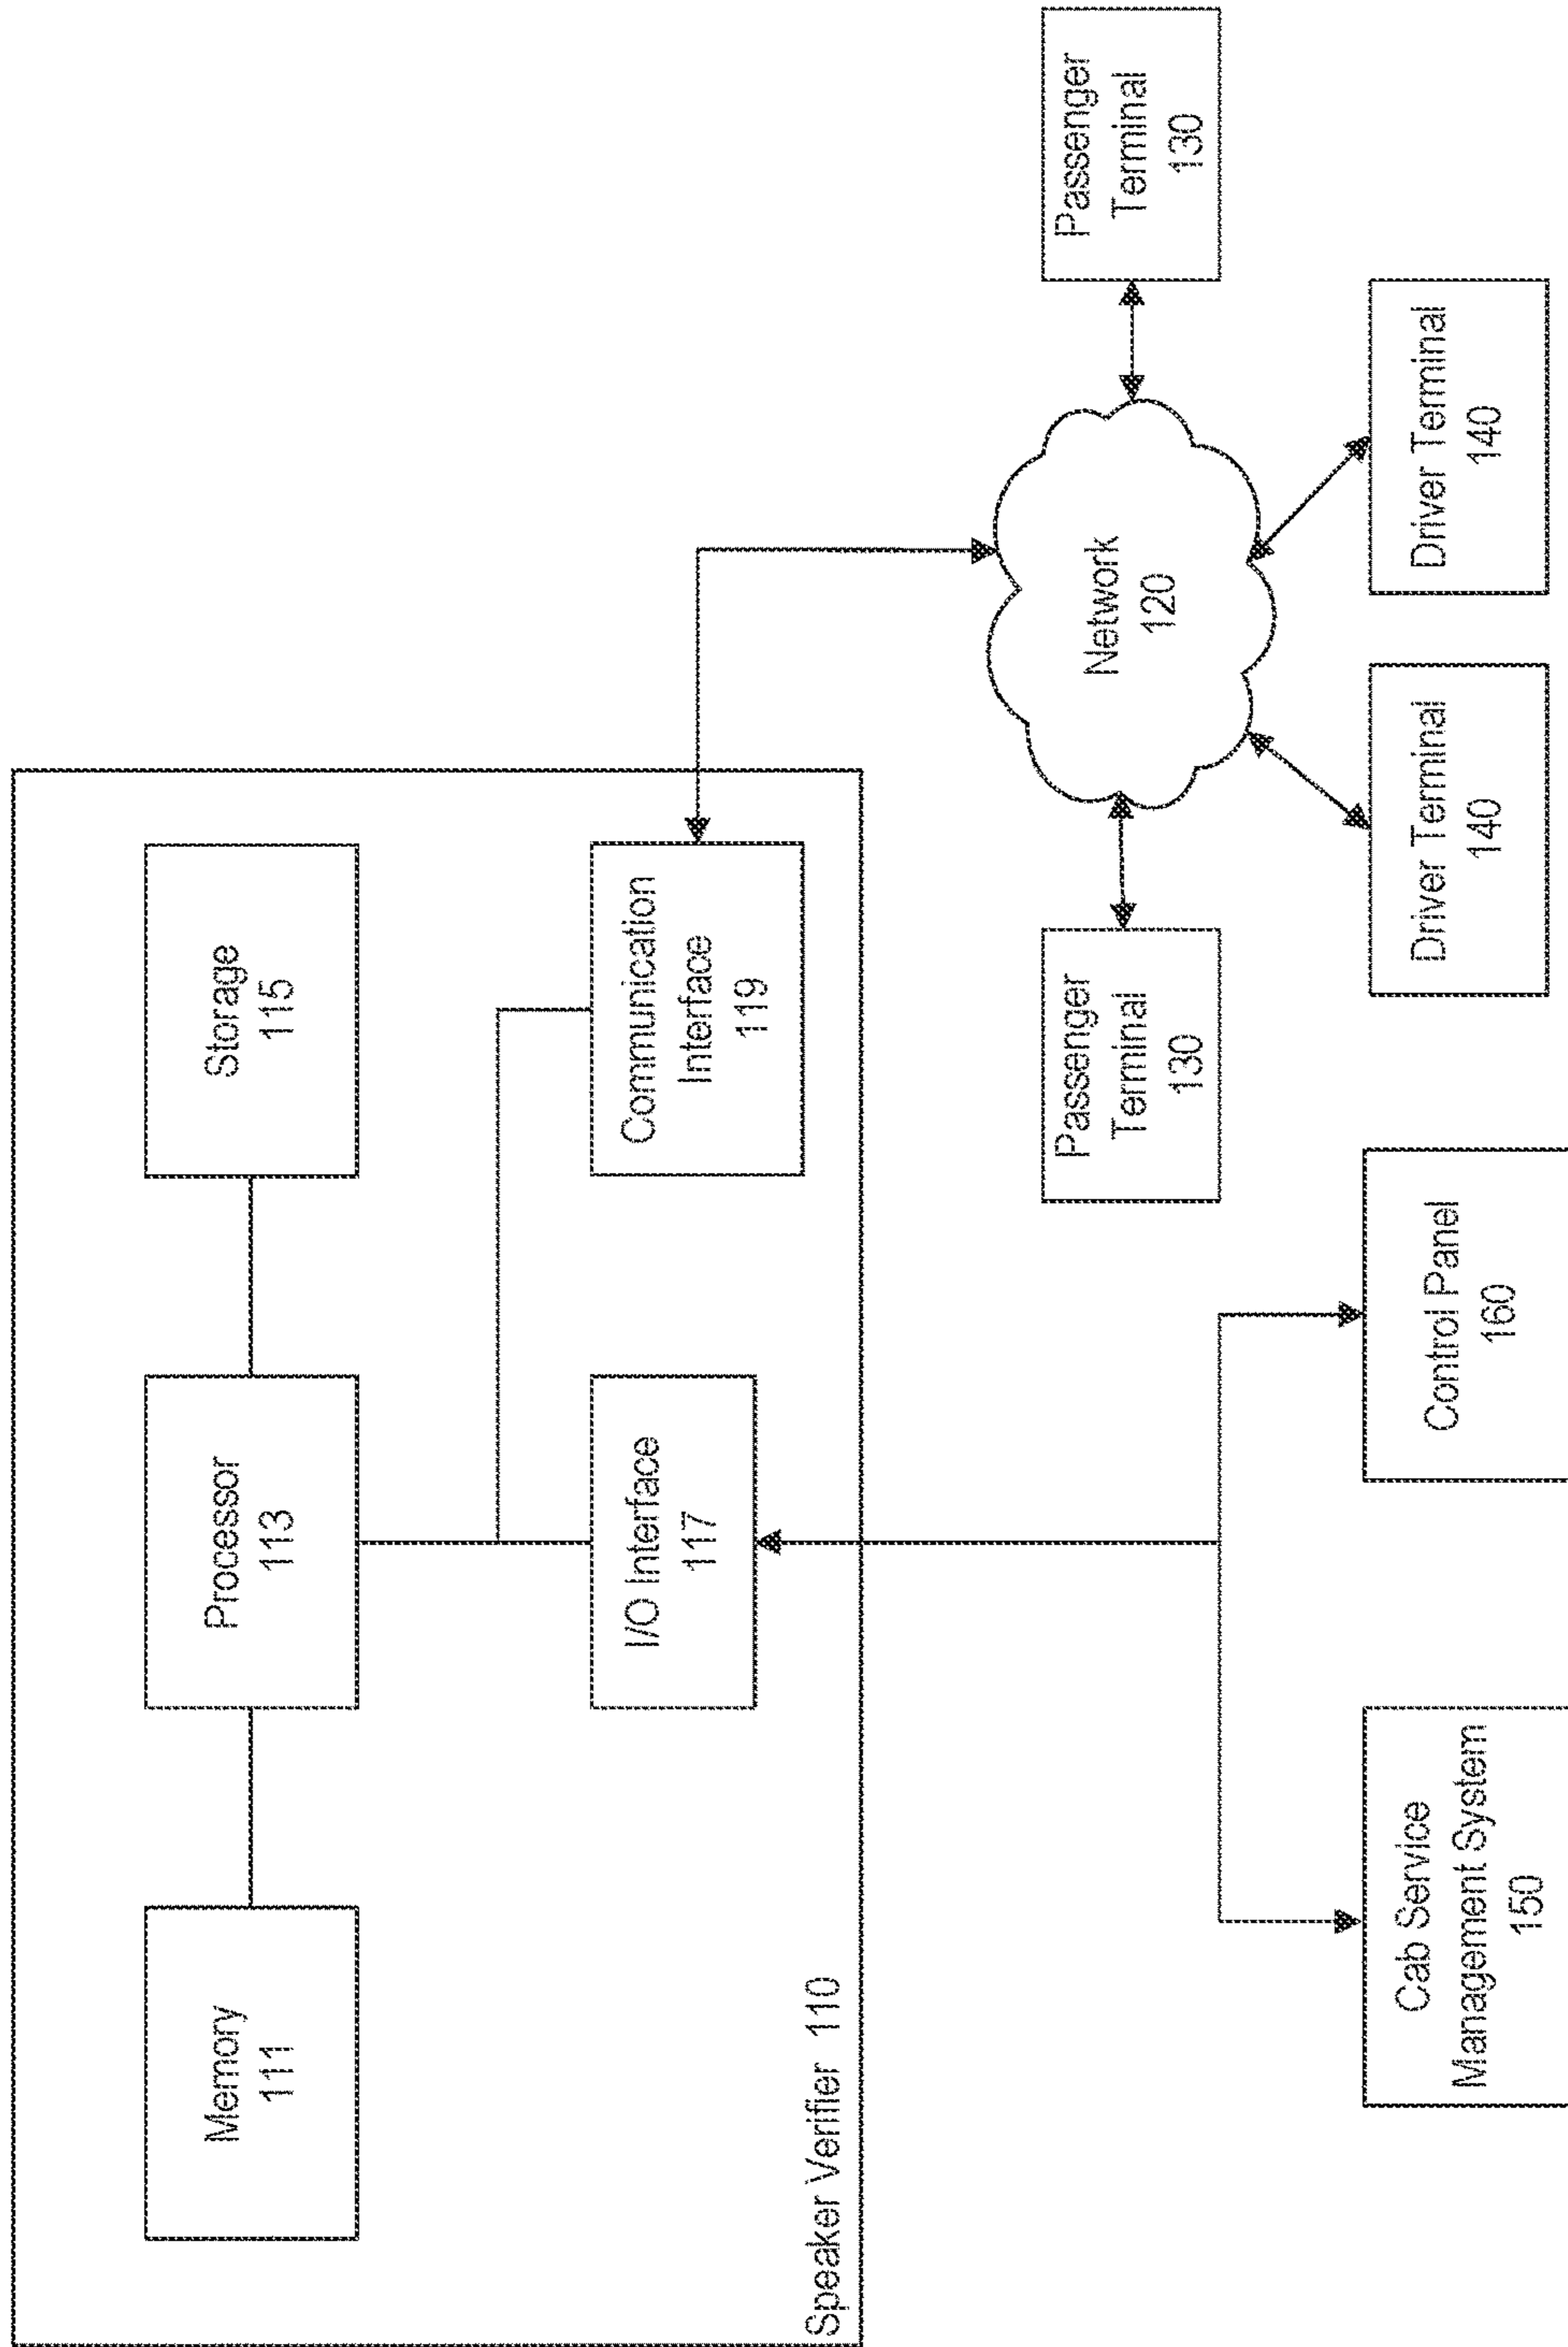 Memory
111
Processor
113
Storage
115
I/O Interface
117
Communication
Interface
119
Speaker Verifier 110
Network
120
Passenger
Terminal
130
Passenger
Terminal
130
Cab Service
Management System
150
Control Panel
160
Driver Terminal
140
Driver Terminal
140